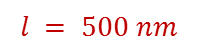 l = 500 nm